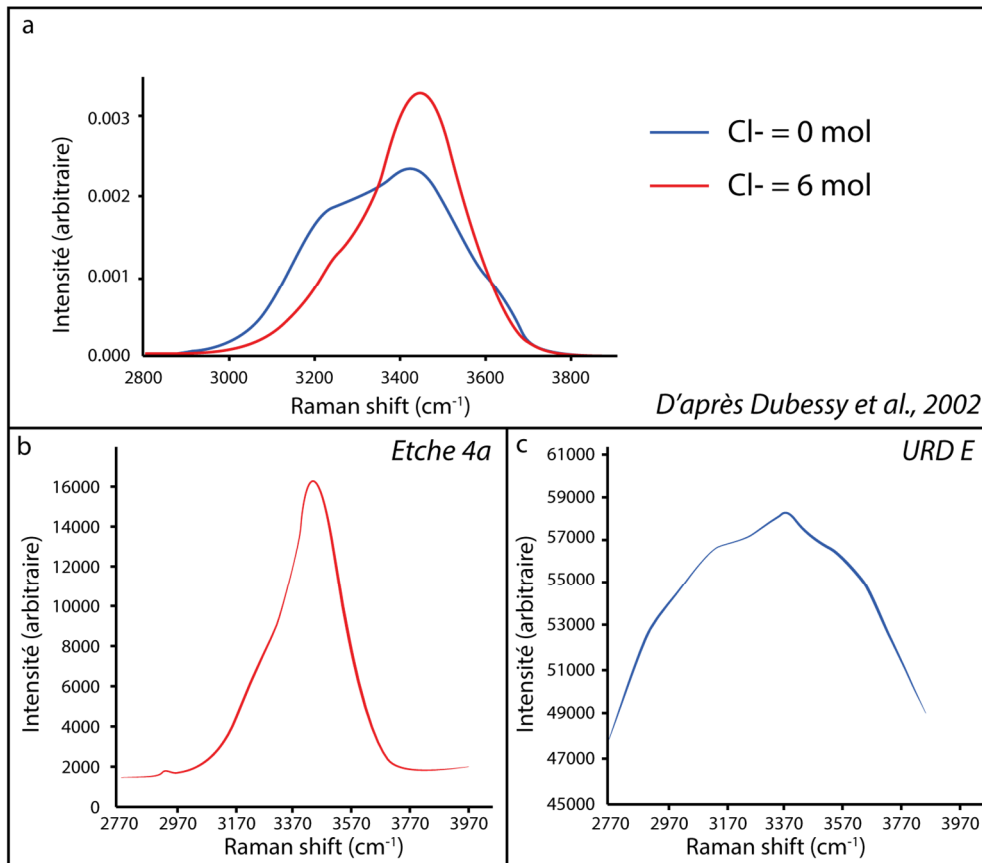 a
Intensité (arbitraire)
0.003
0.002
0.001
0.000
2800 3000 3200 3400 3600 3800
Raman shift (cm⁻¹)
Cl- = 0 mol
Cl- = 6 mol
D'après Dubessy et al., 2002
b
Etche 4a
Intensité (arbitraire)
16000
14000
12000
10000
8000
6000
4000
2000
0
2770 2970 3170 3370 3570 3770 3970
Raman shift (cm⁻¹)
c
URD E
Intensité (arbitraire)
61000
59000
57000
55000
53000
51000
49000
47000
45000
2770 2970 3170 3370 3570 3770 3970
Raman shift (cm⁻¹)